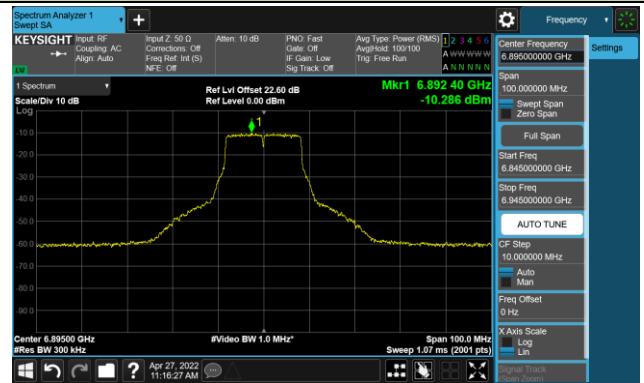 Spectrum Analyzer 1
Swept SA
Frequency
KEYSIGHT
Input: RF
Coupling: AC
Align: Auto
Input Z: 50 Ω
Corrections: Off
Freq Ref: Int (S)
NFE: Off
Atten: 10 dB
PNO: Fast
Gate: Off
IF Gain: Low
Sig Track: Off
Avg Type: Power (RMS)
Avg|Hold: 100/100
Trig: Free Run
1 2 3 4 5 6
A W W W W W
A N N N N N
Center Frequency
6.895000000 GHz
Settings
Span
100.000000 MHz
Swept Span
Zero Span
Full Span
Start Freq
6.845000000 GHz
Stop Freq
6.945000000 GHz
AUTO TUNE
CF Step
10.000000 MHz
Auto
Man
Freq Offset
0 Hz
X Axis Scale
Log
Lin
Signal Track
(Span Zoom)
1 Spectrum
Scale/Div 10 dB
Log
Ref Lvl Offset 22.60 dB
Ref Level 0.00 dBm
Mkr1 6.892 40 GHz
-10.286 dBm
1
-10.0
-20.0
-30.0
-40.0
-50.0
-60.0
-70.0
-80.0
-90.0
Center 6.89500 GHz
#Res BW 300 kHz
#Video BW 1.0 MHz*
Span 100.0 MHz
Sweep 1.07 ms (2001 pts)
Apr 27, 2022
11:16:27 AM